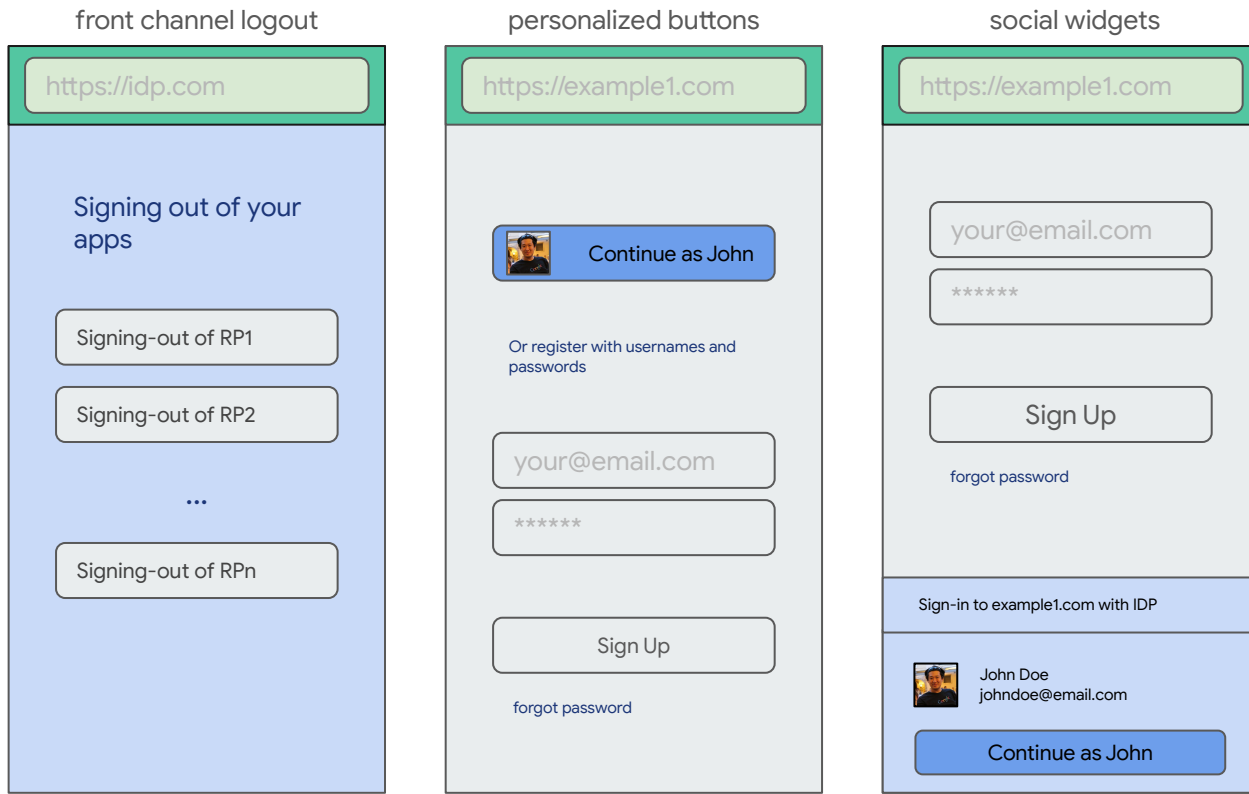 front channel logout
https://idp.com
Signing out of your
apps
Signing-out of RP1
Signing-out of RP2
...
Signing-out of RPn
personalized buttons
https://example1.com
Continue as John
Or register with usernames and
passwords
your@email.com
******
Sign Up
forgot password
social widgets
https://example1.com
your@email.com
******
Sign Up
forgot password
Sign-in to example1.com with IDP
John Doe
johndoe@email.com
Continue as John